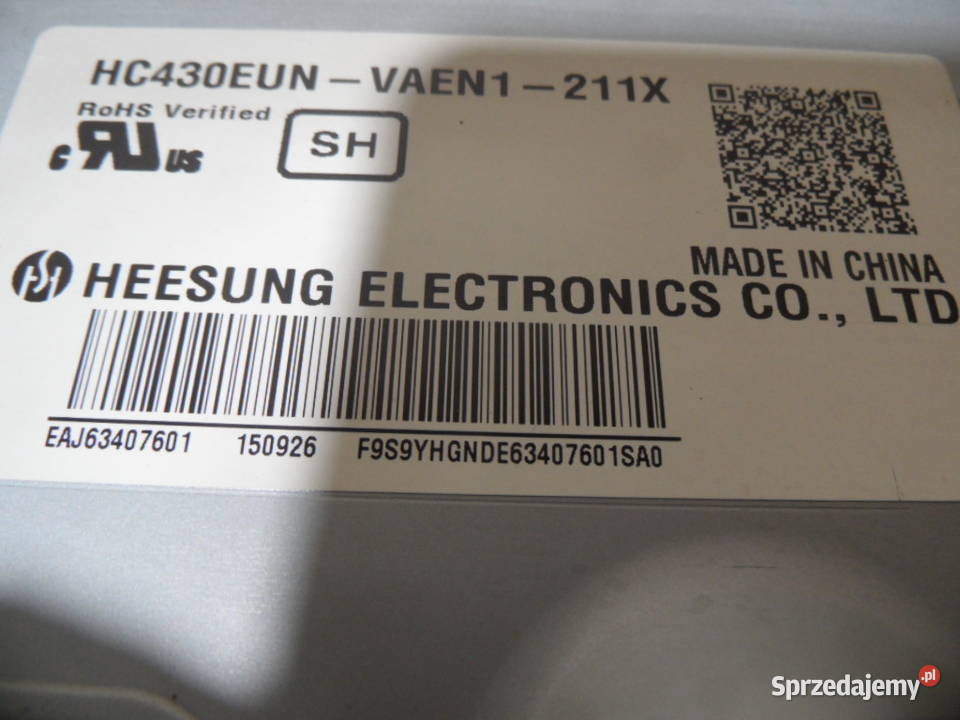 HC430EUN-VAEN1-211X
RoHS Verified
c RU us
SH
MADE IN CHINA
HEESUNG ELECTRONICS CO., LTD
EAJ63407601 150926 F9S9YHGNDE63407601SA0
Sprzedajemy.pl